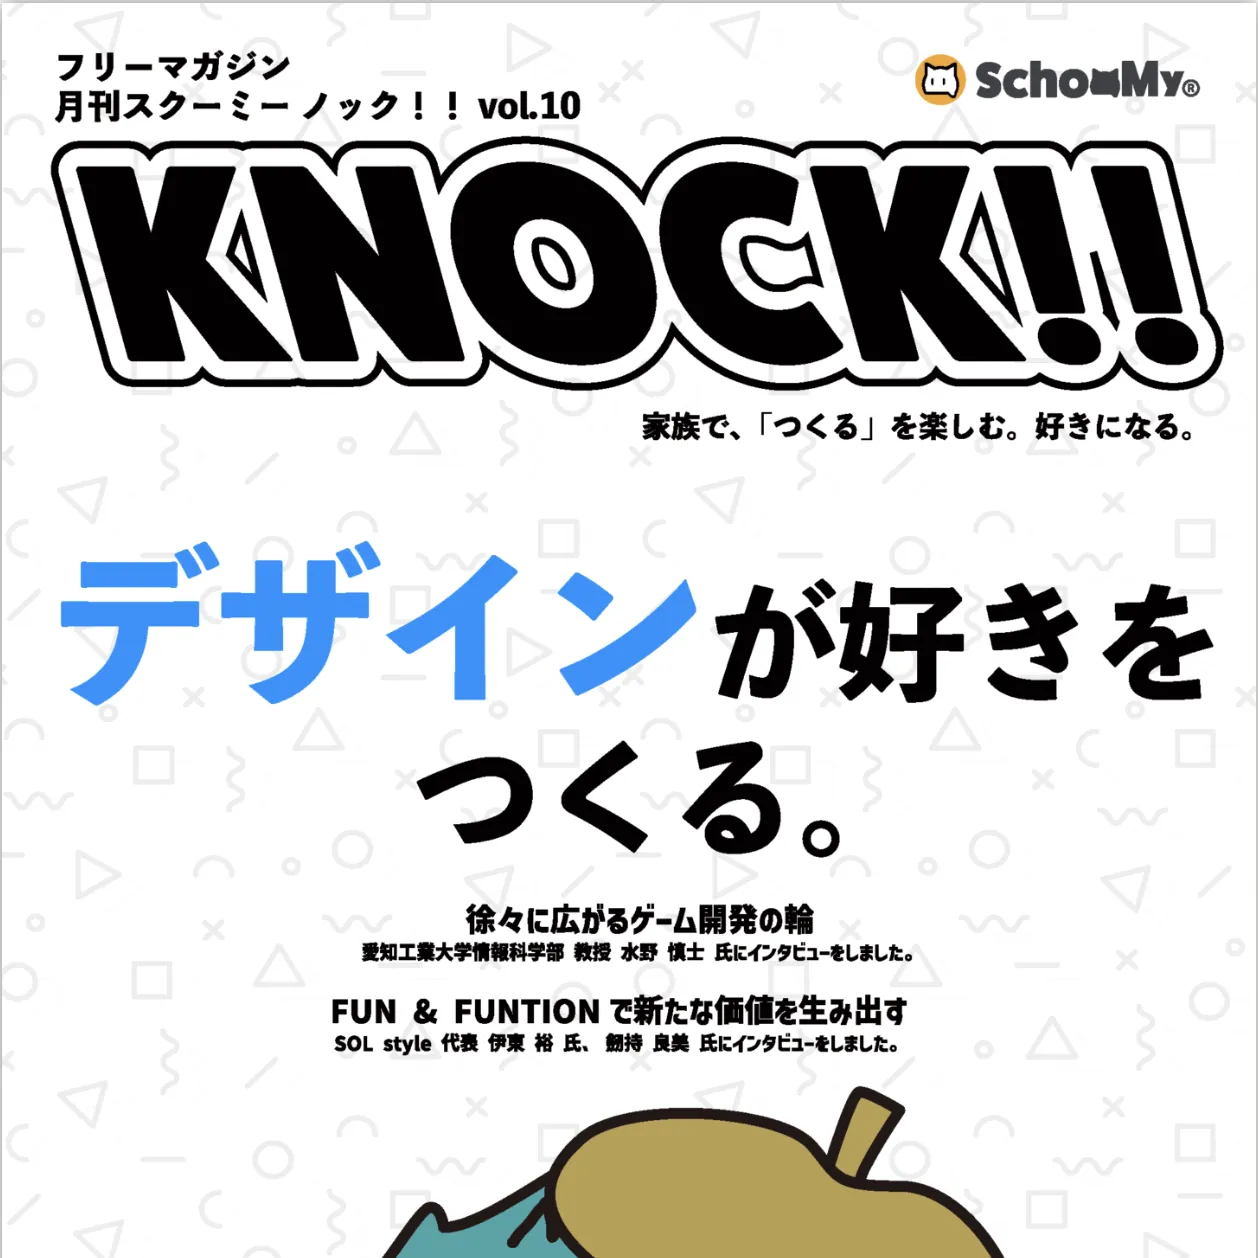 フリーマガジン
月刊スクーミー ノック！！ vol.10
SchooMy®
KNOCK!!
家族で、「つくる」を楽しむ。好きになる。
デザインが好きを
つくる。
徐々に広がるゲーム開発の輪
愛知工業大学情報科学部 教授 水野 慎士 氏にインタビューをしました。
FUN & FUNTION で新たな価値を生み出す
SOL style 代表 伊東 裕 氏、 劒持 良美 氏にインタビューをしました。